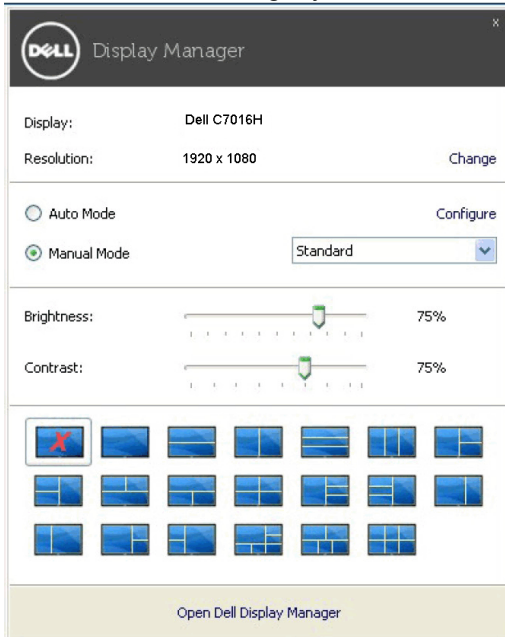 DELL Display Manager
x
Display: Dell C7016H
Resolution: 1920 x 1080 Change
Auto Mode Configure
Manual Mode Standard
Brightness: 75%
Contrast: 75%
Open Dell Display Manager